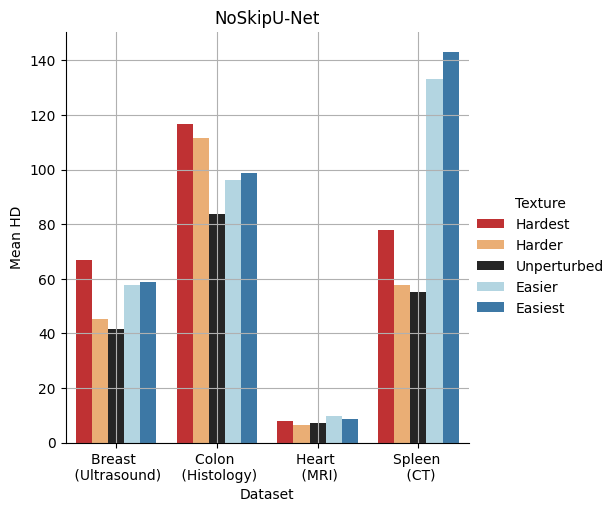 NoSkipU-Net
Mean HD
140
120
100
80
60
40
20
0
Breast
(Ultrasound)
Colon
(Histology)
Heart
(MRI)
Spleen
(CT)
Dataset
Texture
Hardest
Harder
Unperturbed
Easier
Easiest